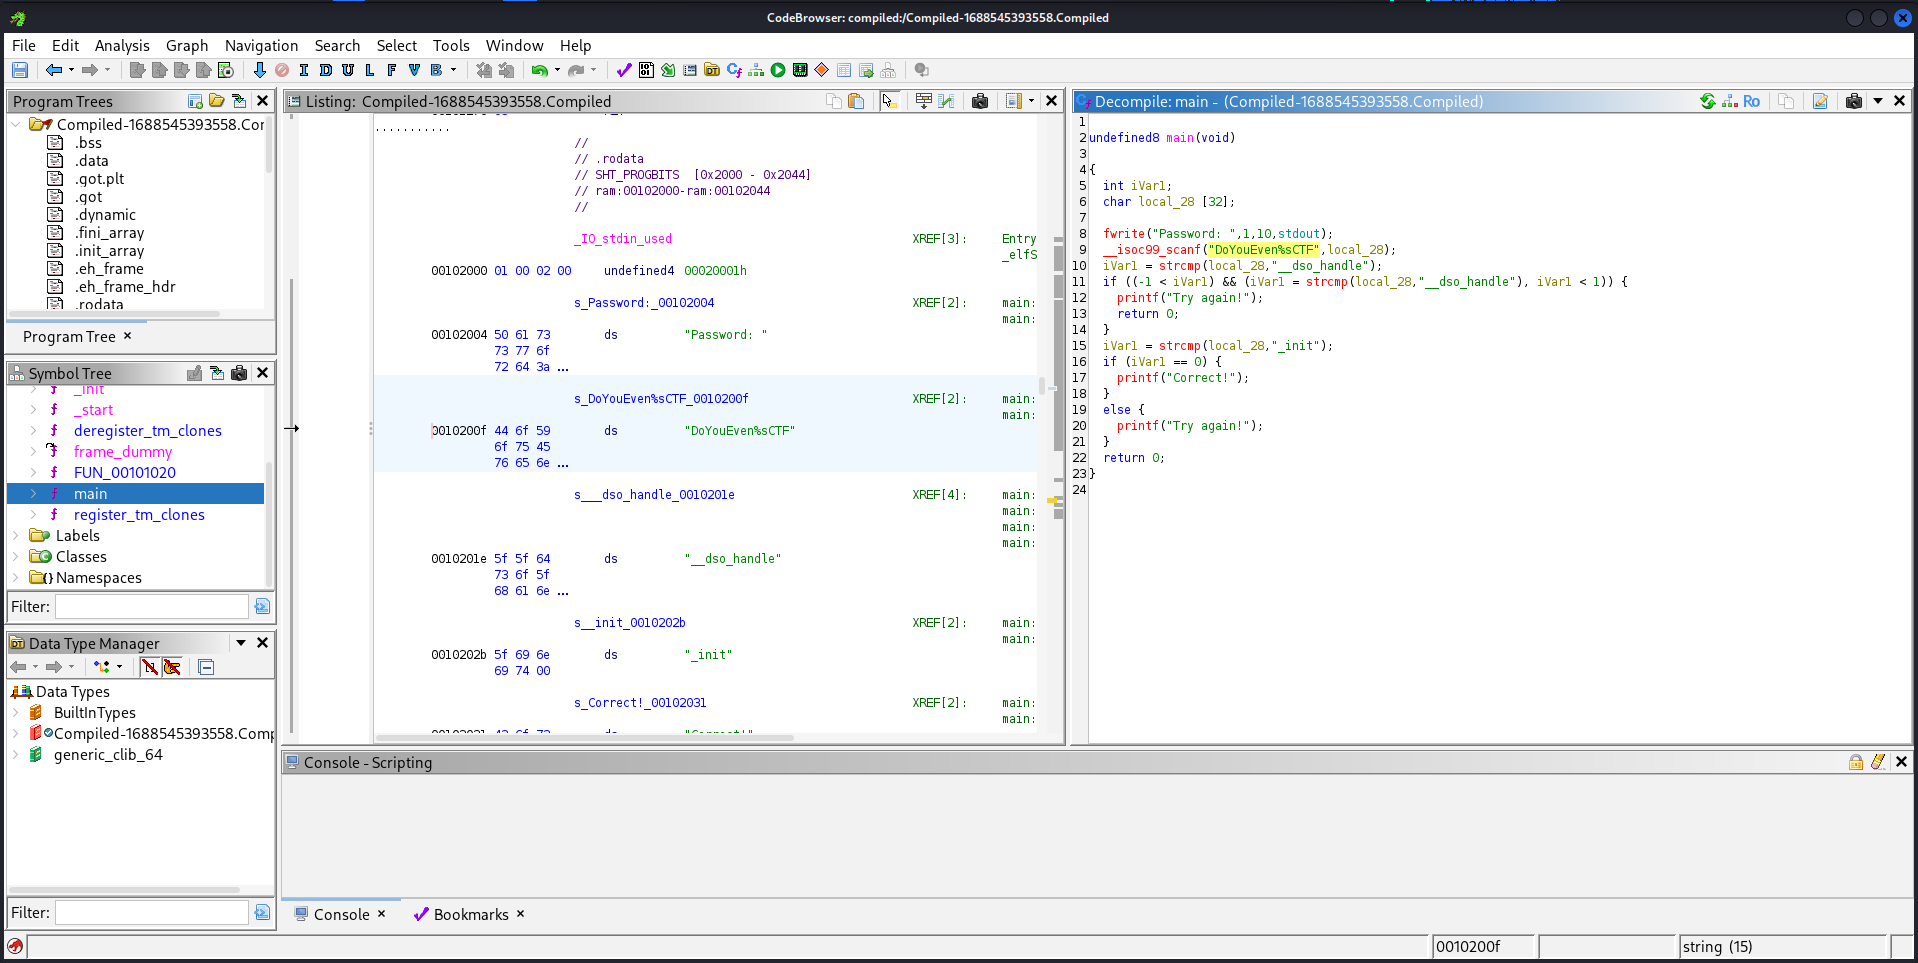 CodeBrowser: compiled:/Compiled-1688545393558.Compiled
File Edit Analysis Graph Navigation Search Select Tools Window Help
I D U L F V B
Program Trees
Compiled-1688545393558.Cor
.bss
.data
.got.plt
.got
.dynamic
.fini_array
.init_array
.eh_frame
.eh_frame_hdr
.rodata
Program Tree ×
Symbol Tree
_init
_start
deregister_tm_clones
frame_dummy
FUN_00101020
main
register_tm_clones
Labels
Classes
Namespaces
Filter:
Data Type Manager
Data Types
BuiltInTypes
Compiled-1688545393558.Comp
generic_clib_64
Filter:
Listing: Compiled-1688545393558.Compiled
...........
//
// .rodata
// SHT_PROGBITS [0x2000 - 0x2044]
// ram:00102000-ram:00102044
//
_IO_stdin_used XREF[3]: Entry
_elfS
00102000 01 00 02 00 undefined4 00020001h
s_Password:_00102004 XREF[2]: main:
main:
00102004 50 61 73 ds "Password: "
73 77 6f
72 64 3a ...
s_DoYouEven%sCTF_0010200f XREF[2]: main:
main:
0010200f 44 6f 59 ds "DoYouEven%sCTF"
6f 75 45
76 65 6e ...
s___dso_handle_0010201e XREF[4]: main:
main:
main:
main:
0010201e 5f 5f 64 ds "__dso_handle"
73 6f 5f
68 61 6e ...
s__init_0010202b XREF[2]: main:
main:
0010202b 5f 69 6e ds "_init"
69 74 00
s_Correct!_00102031 XREF[2]: main:
main:
Decompile: main - (Compiled-1688545393558.Compiled)
Ro
1
2 undefined8 main(void)
3
4 {
5 int iVar1;
6 char local_28 [32];
7
8 fwrite("Password: ",1,10,stdout);
9 __isoc99_scanf("DoYouEven%sCTF",local_28);
10 iVar1 = strcmp(local_28,"__dso_handle");
11 if ((-1 < iVar1) && (iVar1 = strcmp(local_28,"__dso_handle"), iVar1 < 1)) {
12 printf("Try again!");
13 return 0;
14 }
15 iVar1 = strcmp(local_28,"_init");
16 if (iVar1 == 0) {
17 printf("Correct!");
18 }
19 else {
20 printf("Try again!");
21 }
22 return 0;
23 }
24
Console - Scripting
Console × Bookmarks ×
0010200f string (15)